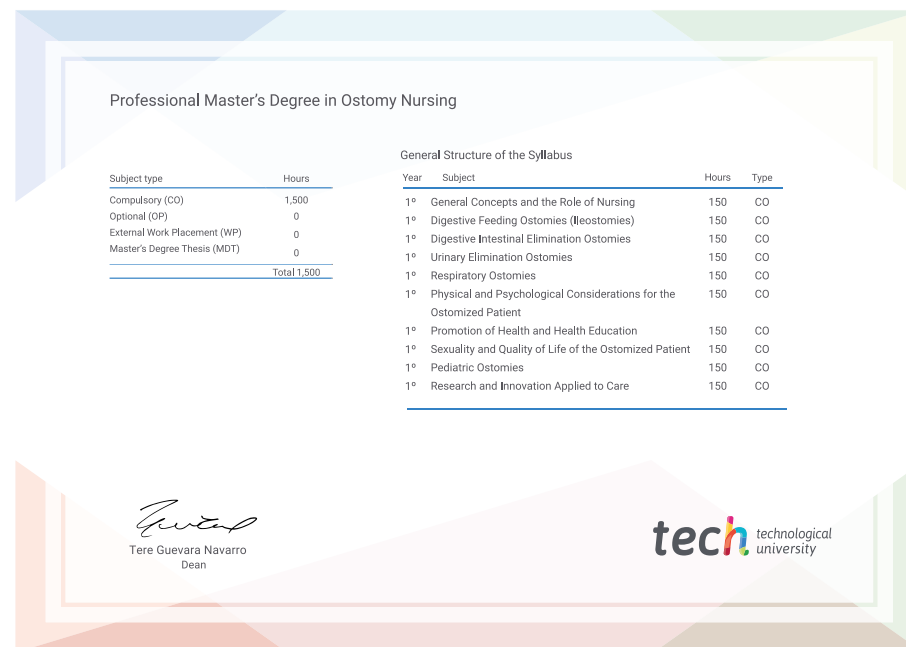 Professional Master's Degree in Ostomy Nursing
Subject type Hours
Compulsory (CO) 1,500
Optional (OP) 0
External Work Placement (WP) 0
Master's Degree Thesis (MDT) 0
Total 1,500
General Structure of the Syllabus
Year Subject Hours Type
1º General Concepts and the Role of Nursing 150 CO
1º Digestive Feeding Ostomies (Ileostomies) 150 CO
1º Digestive Intestinal Elimination Ostomies 150 CO
1º Urinary Elimination Ostomies 150 CO
1º Respiratory Ostomies 150 CO
1º Physical and Psychological Considerations for the 150 CO
Ostomized Patient
1º Promotion of Health and Health Education 150 CO
1º Sexuality and Quality of Life of the Ostomized Patient 150 CO
1º Pediatric Ostomies 150 CO
1º Research and Innovation Applied to Care 150 CO
Tere Guevara Navarro
Dean
tech technological
university